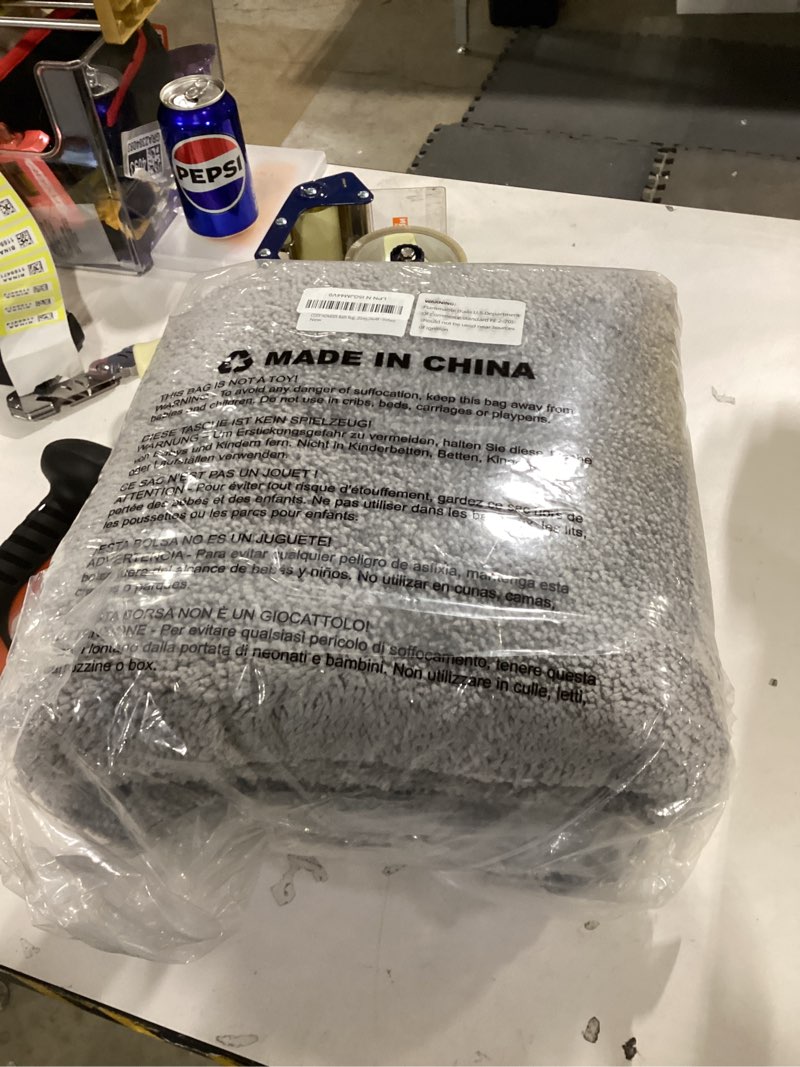 PEPSI
WARNING:
MADE IN CHINA
THIS BAG IS NOT A TOY!
WARNING - To avoid any danger of suffocation, keep this bag away from
babies and children. Do not use in cribs, beds, carriages or playpens.
DIESE TASCHE IST KEIN SPIELZEUG!
WARNUNG - Um Erstickungsgefahr zu vermeiden, halten Sie diese
von Babys und Kindern fern. Nicht in Kinderbetten, Betten,
oder Laufställen verwenden.
CE SAC N'EST PAS UN JOUET !
ATTENTION - Pour éviter tout risque d'étouffement, gardez ce sac hors de
portée des bébés et des enfants. Ne pas utiliser dans les lits,
les poussettes ou les parcs pour enfants.
ESTA BOLSA NO ES UN JUGUETE!
ADVERTENCIA - Para evitar cualquier peligro de asfixia, mantenga esta
fuera del alcance de bebés y niños. No utilizar en cunas, camas,
o parques.
BORSA NON È UN GIOCATTOLO!
- Per evitare qualsiasi pericolo di soffocamento, tenere questa
lontano dalla portata di neonati e bambini. Non utilizzare in culle, letti,
o box.